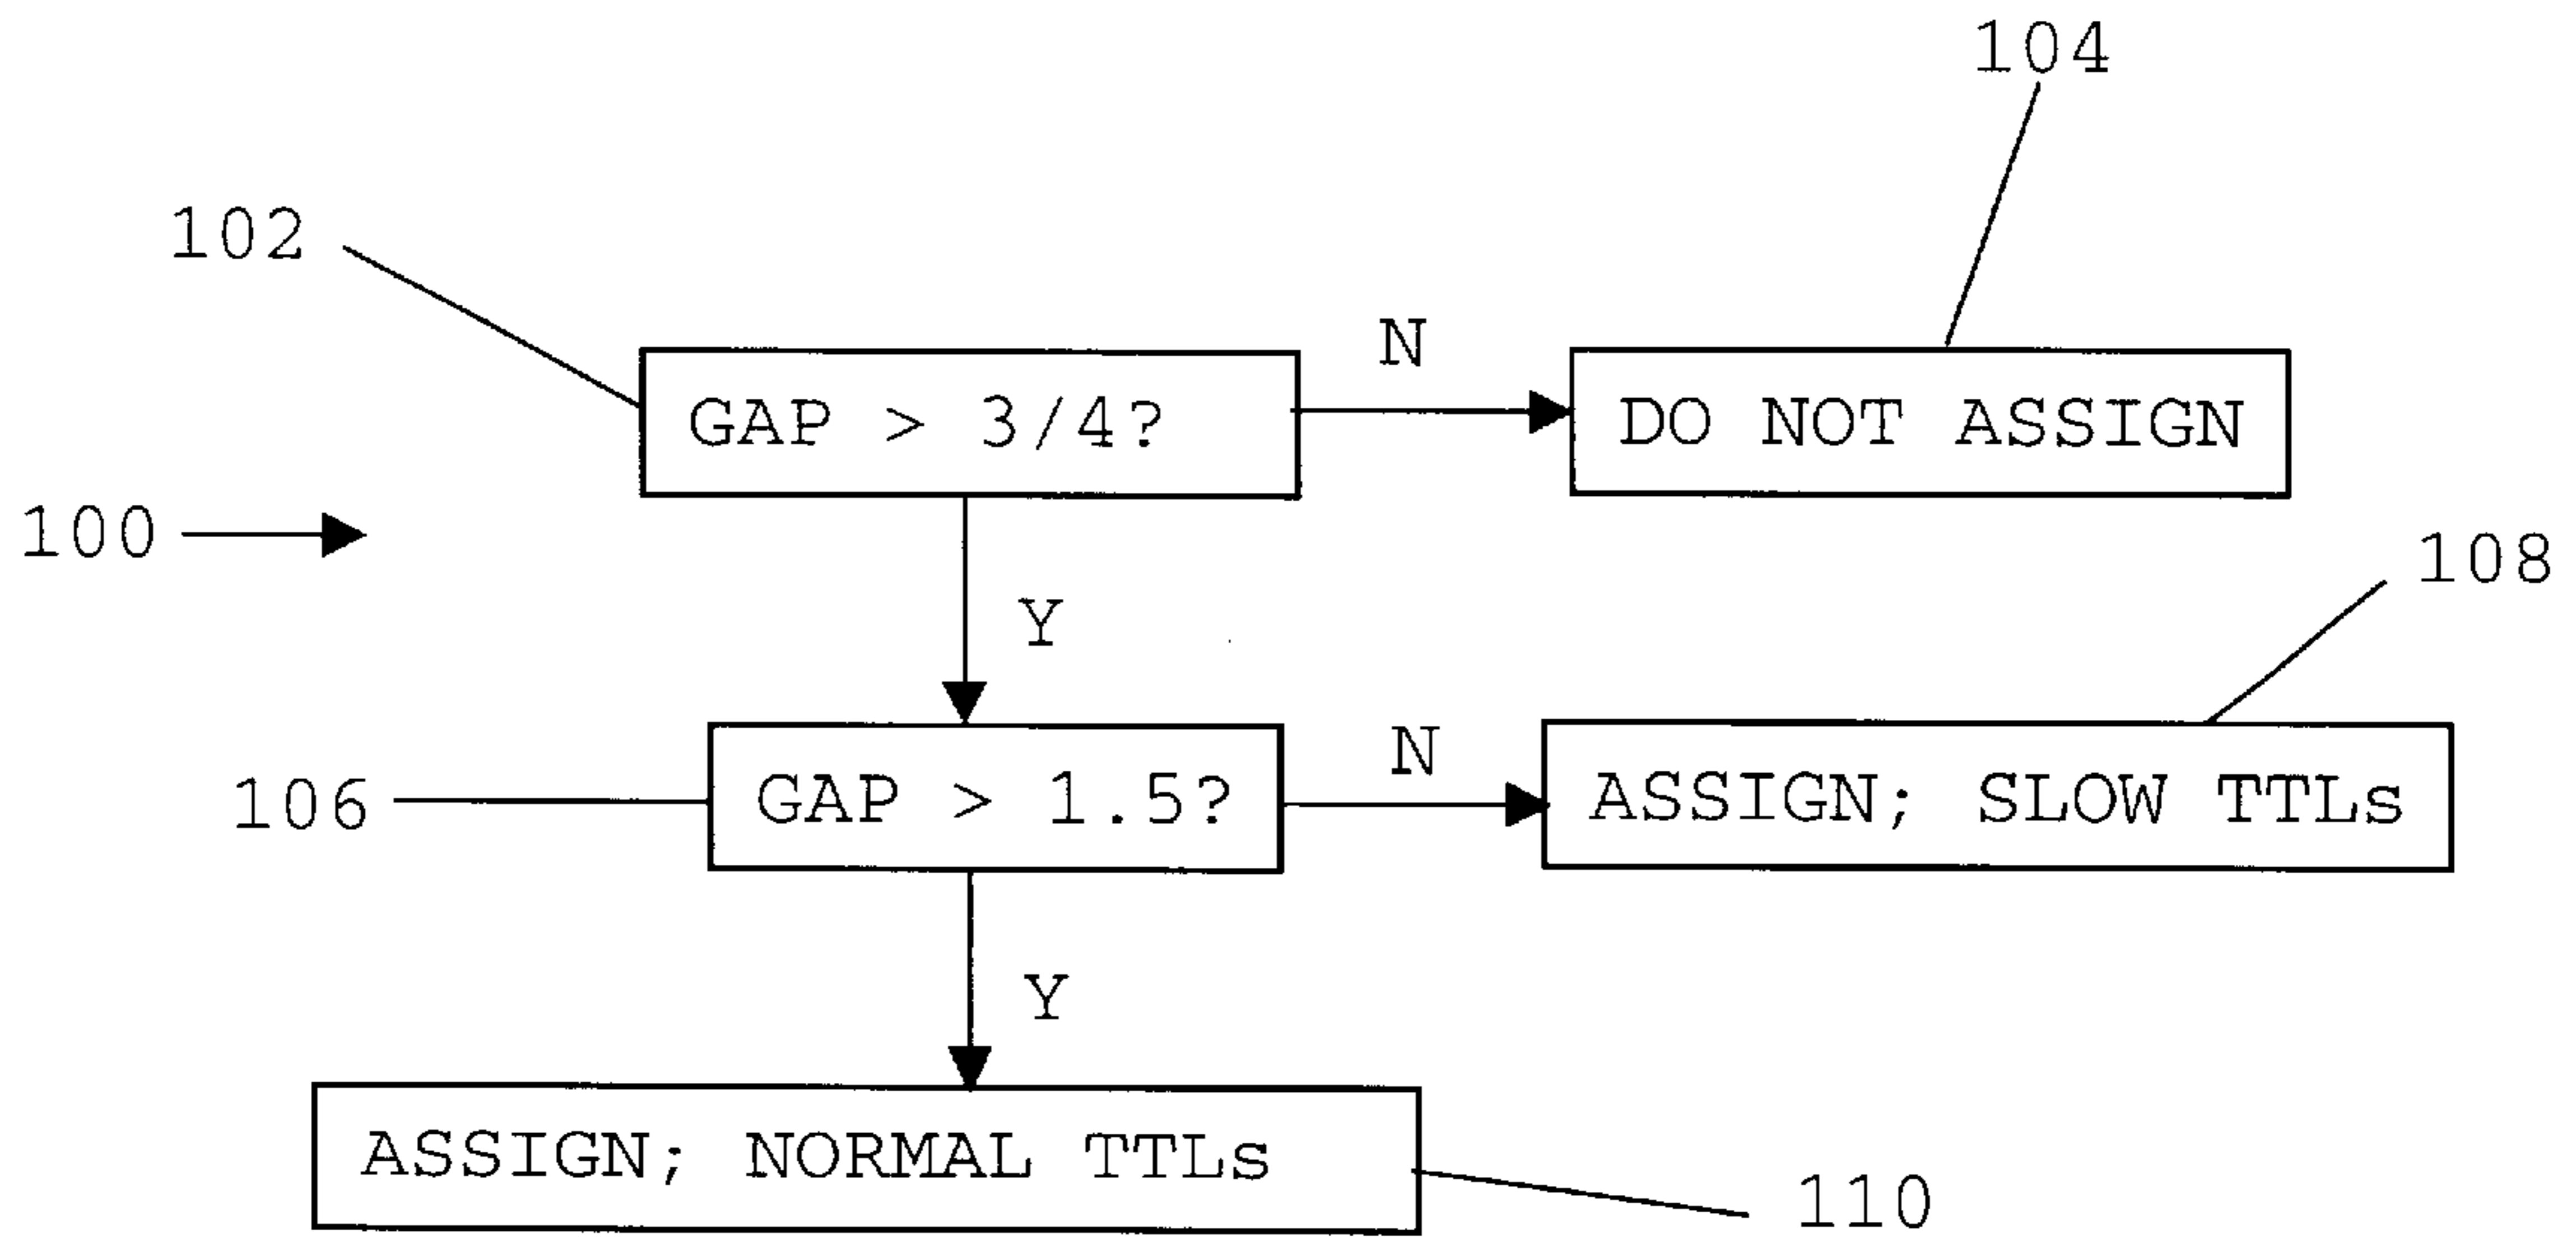 104
102
N
GAP > 3/4?
DO NOT ASSIGN
100
108
Y
N
106
GAP > 1.5?
ASSIGN; SLOW TTLs
Y
ASSIGN; NORMAL TTLs
110